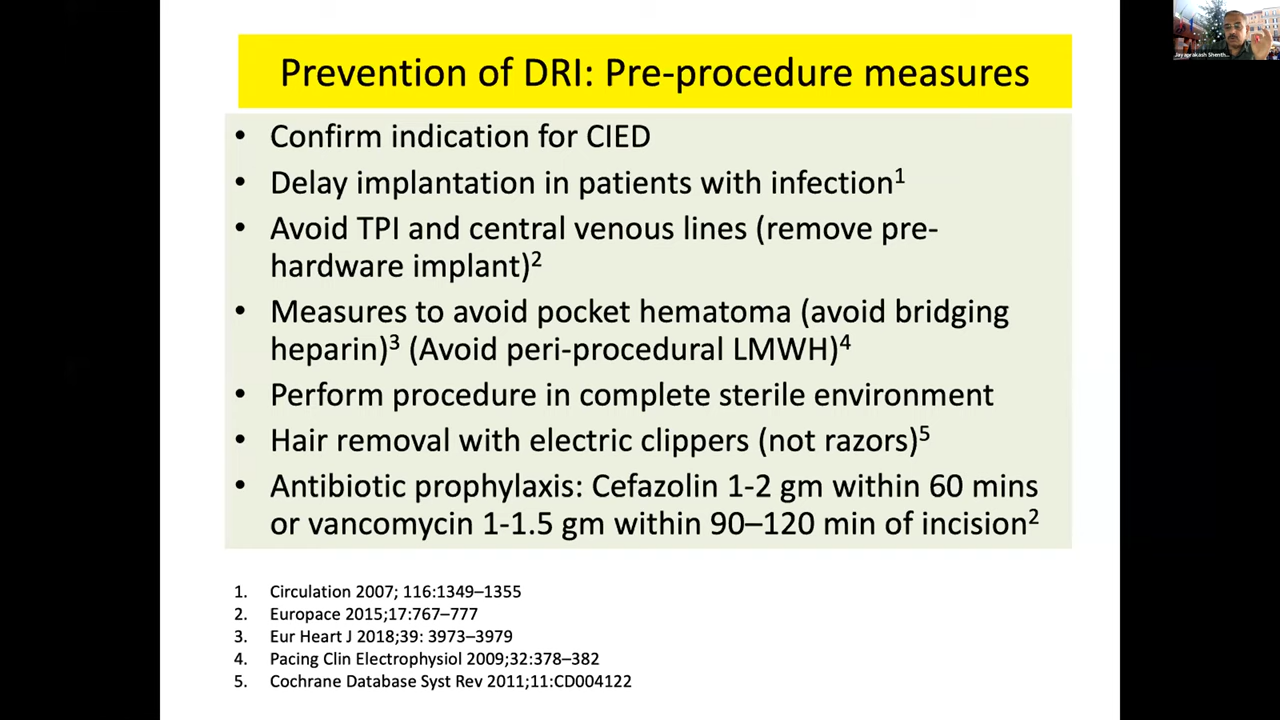 Prevention of DRI: Pre-procedure measures
• Confirm indication for CIED
• Delay implantation in patients with infection¹
• Avoid TPI and central venous lines (remove pre-
hardware implant)²
• Measures to avoid pocket hematoma (avoid bridging
heparin)³ (Avoid peri-procedural LMWH)⁴
• Perform procedure in complete sterile environment
• Hair removal with electric clippers (not razors)⁵
• Antibiotic prophylaxis: Cefazolin 1-2 gm within 60 mins
or vancomycin 1-1.5 gm within 90–120 min of incision²
1. Circulation 2007; 116:1349–1355
2. Europace 2015;17:767–777
3. Eur Heart J 2018;39: 3973–3979
4. Pacing Clin Electrophysiol 2009;32:378–382
5. Cochrane Database Syst Rev 2011;11:CD004122
Jayaprakash Shenth...